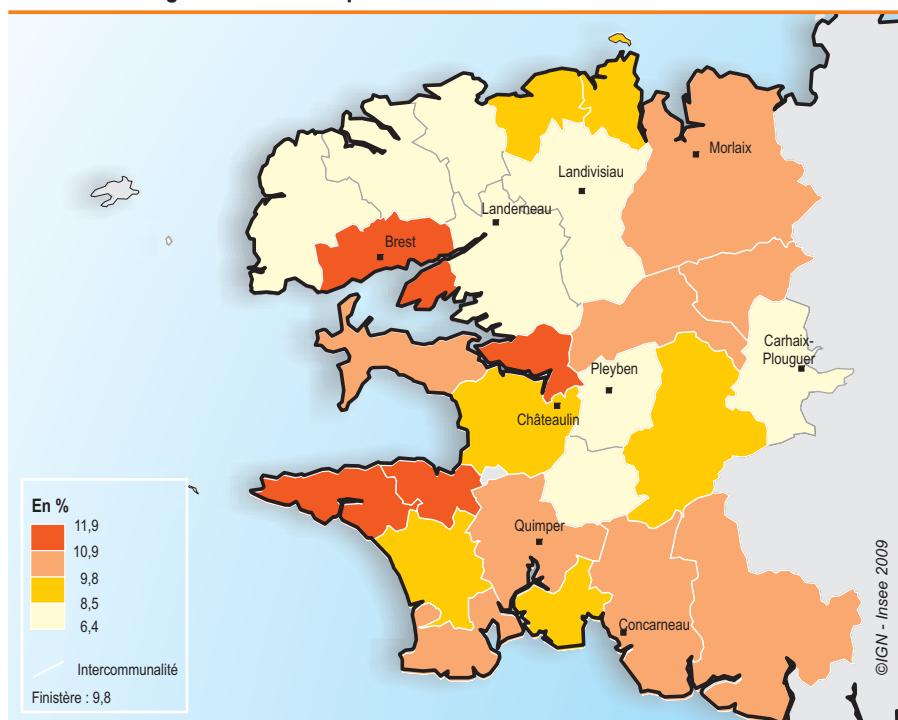 Morlaix
Landivisiau
Landerneau
Brest
Carhaix-
Plouguer
Pleyben
Châteaulin
Quimper
Concarneau
En %
11,9
10,9
9,8
8,5
6,4
Intercommunalité
Finistère : 9,8
©IGN - Insee 2009